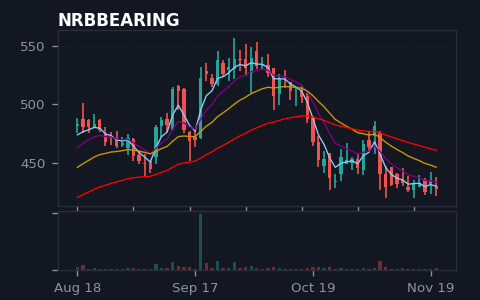 NRBBEARING
550
500
450
Aug 18
Sep 17
Oct 19
Nov 19